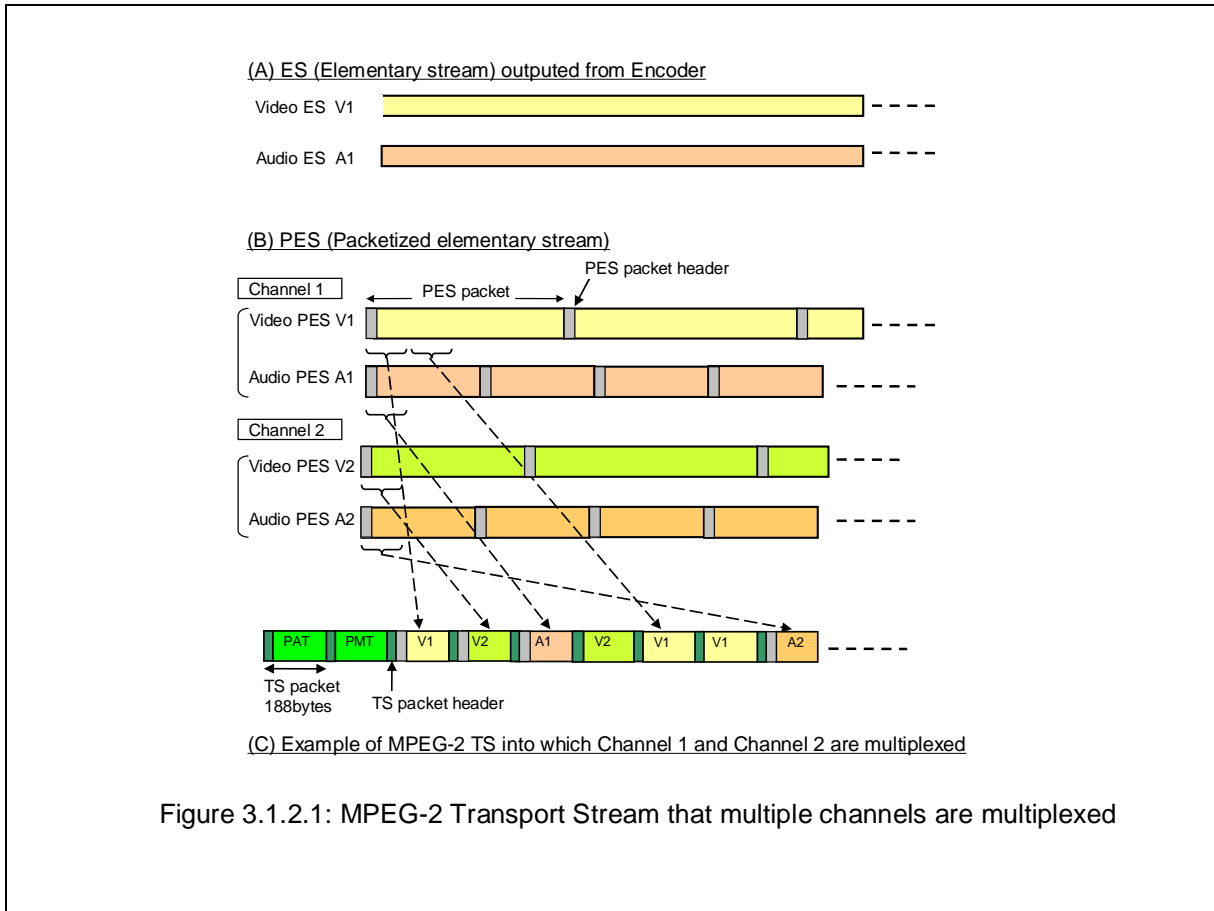 (A) ES (Elementary stream) outputed from Encoder
Video ES V1
Audio ES A1
(B) PES (Packetized elementary stream)
PES packet header
Channel 1
PES packet
Video PES V1
Audio PES A1
Channel 2
Video PES V2
Audio PES A2
PAT PMT V1 V2 A1 V2 V1 V1 A2
TS packet
188bytes
TS packet header
(C) Example of MPEG-2 TS into which Channel 1 and Channel 2 are multiplexed
Figure 3.1.2.1: MPEG-2 Transport Stream that multiple channels are multiplexed